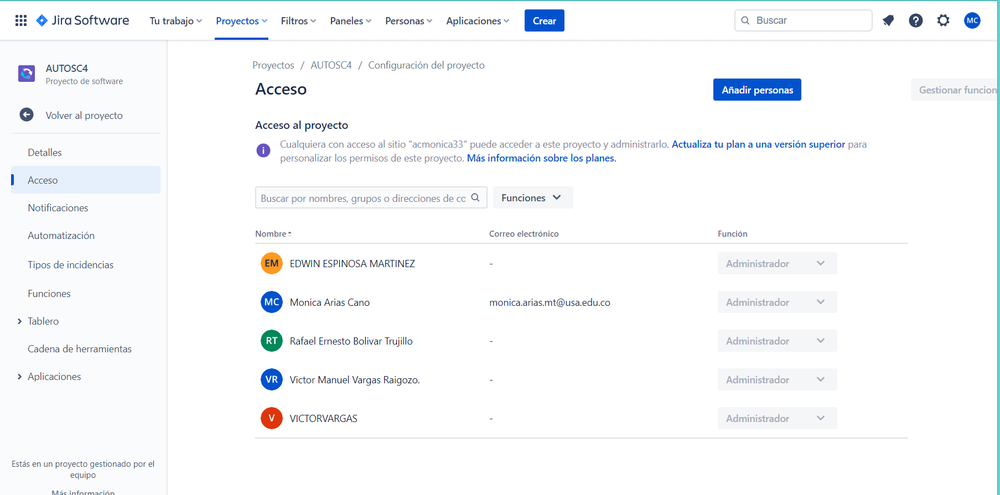 Jira Software Tu trabajo Proyectos Filtros Paneles Personas Aplicaciones Crear Buscar MC
AUTOSC4
Proyecto de software
Volver al proyecto
Detalles
Acceso
Notificaciones
Automatización
Tipos de incidencias
Funciones
Tablero
Cadena de herramientas
Aplicaciones
Estás en un proyecto gestionado por el
equipo
Más información
Proyectos / AUTOSC4 / Configuración del proyecto
Acceso
Añadir personas
Gestionar funcion
Acceso al proyecto
Cualquiera con acceso al sitio "acmonica33" puede acceder a este proyecto y administrarlo. Actualiza tu plan a una versión superior para
personalizar los permisos de este proyecto. Más información sobre los planes.
Buscar por nombres, grupos o direcciones de co
Funciones
Nombre Correo electrónico Función
EM EDWIN ESPINOSA MARTINEZ - Administrador
MC Monica Arias Cano monica.arias.mt@usa.edu.co Administrador
RT Rafael Ernesto Bolivar Trujillo - Administrador
VR Victor Manuel Vargas Raigozo. - Administrador
V VICTORVARGAS - Administrador